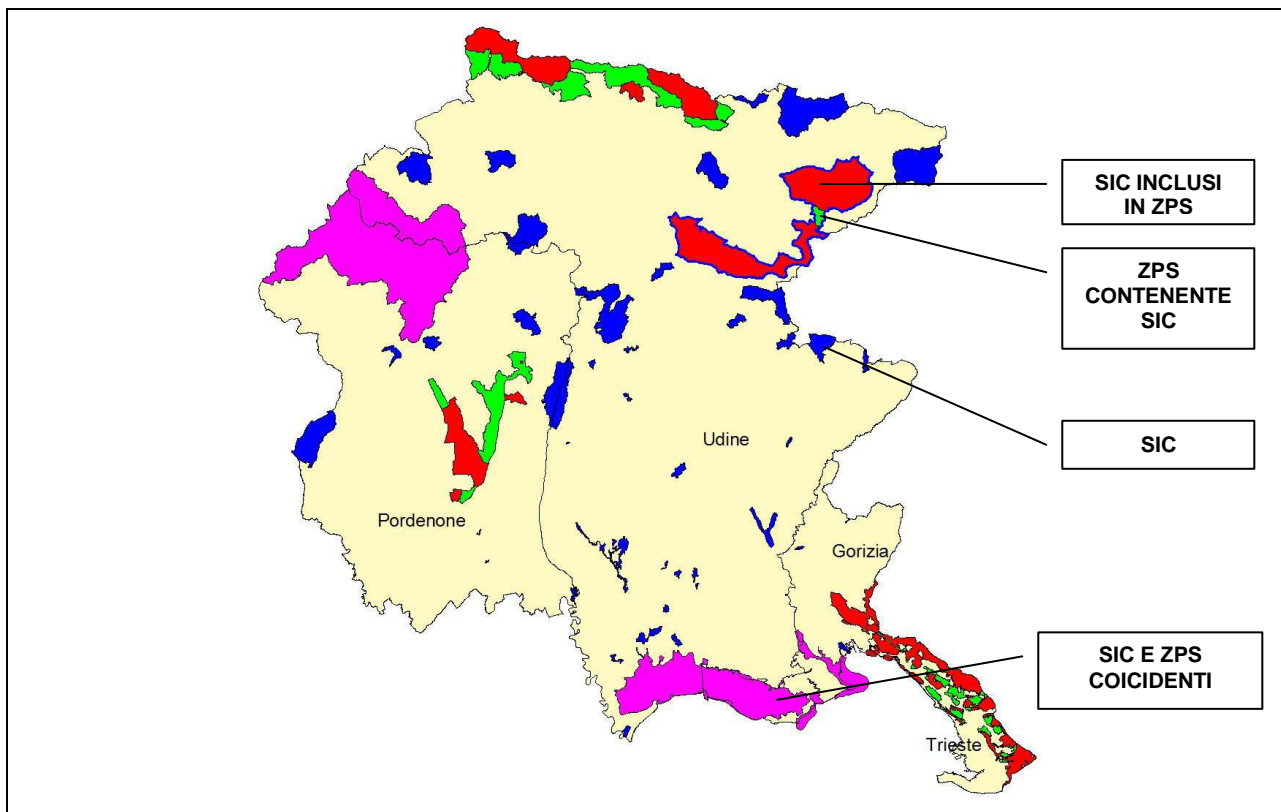 SIC INCLUSI
IN ZPS
ZPS
CONTENENTE
SIC
SIC
Udine
Pordenone
Gorizia
SIC E ZPS
COICIDENTI
Trieste